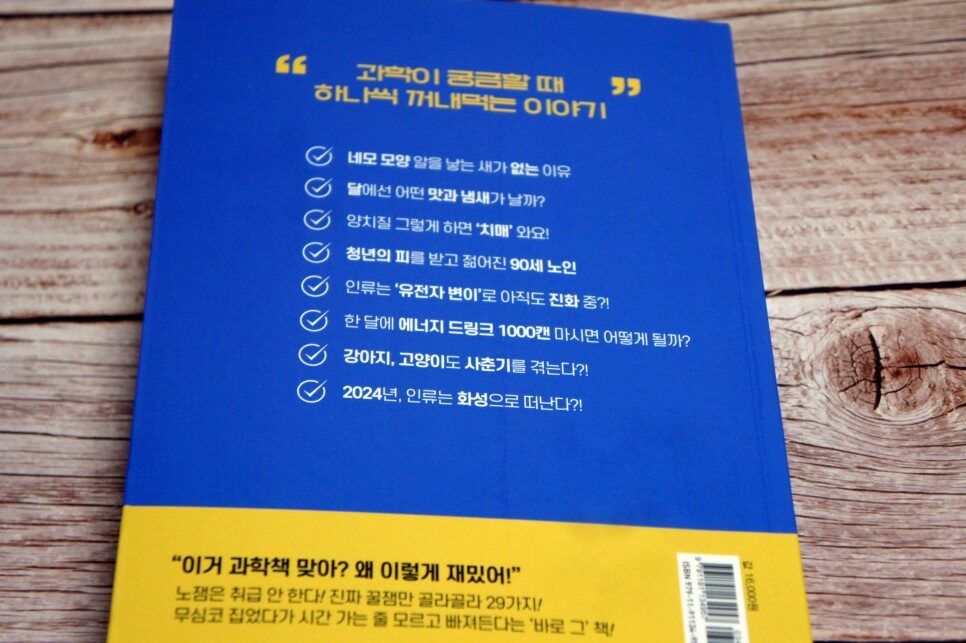 “ 과학이 궁금할 때 ”
하나씩 꺼내먹는 이야기
네모 모양 알을 낳는 새가 없는 이유
달에선 어떤 맛과 냄새가 날까?
양치질 그렇게 하면 ‘치매’ 와요!
청년의 피를 받고 젊어진 90세 노인
인류는 ‘유전자 변이’로 아직도 진화 중?!
한 달에 에너지 드링크 1000캔 마시면 어떻게 될까?
강아지, 고양이도 사춘기를 겪는다?!
2024년, 인류는 화성으로 떠난다?!
“이거 과학책 맞아? 왜 이렇게 재밌어!”
노잼은 취급 안 한다! 진짜 꿀잼만 골라골라 29가지!
무심코 집었다가 시간 가는 줄 모르고 빠져든다는 ‘바로 그’ 책!
값 16,000원
ISBN 979-11-91134-